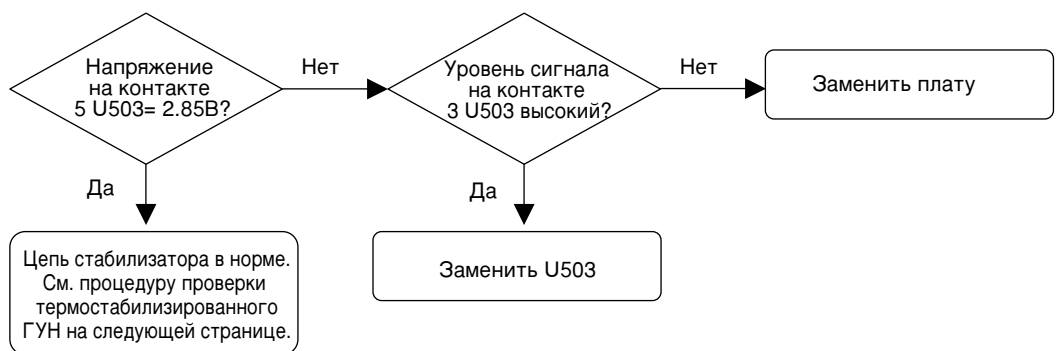 Напряжение
на контакте
5 U503= 2.85В?
Нет
Уровень сигнала
на контакте
3 U503 высокий?
Нет
Заменить плату
Да
Да
Цепь стабилизатора в норме.
См. процедуру проверки
термостабилизированного
ГУН на следующей странице.
Заменить U503